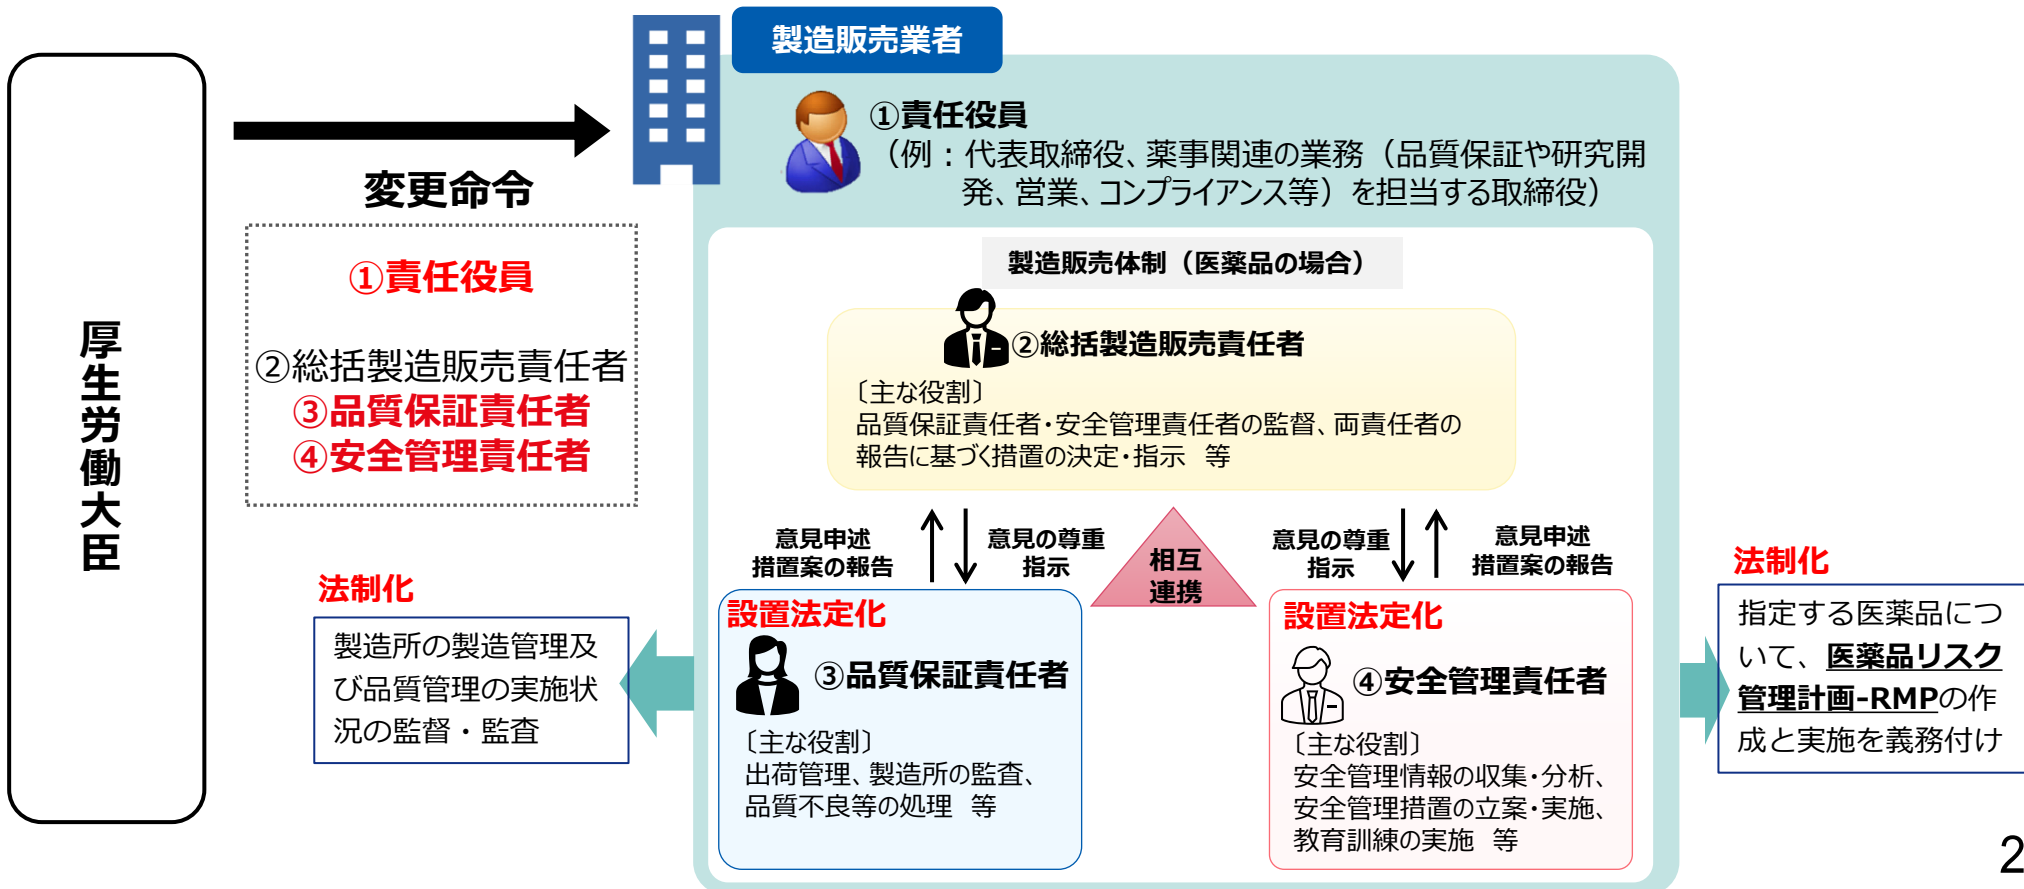 厚生労働大臣
変更命令
①責任役員
②総括製造販売責任者
③品質保証責任者
④安全管理責任者
製造販売業者
①責任役員
（例：代表取締役、薬事関連の業務（品質保証や研究開
発、営業、コンプライアンス等）を担当する取締役）
製造販売体制（医薬品の場合）
②総括製造販売責任者
〔主な役割〕
品質保証責任者・安全管理責任者の監督、両責任者の
報告に基づく措置の決定・指示 等
意見申述
措置案の報告
意見の尊重
指示
相互
連携
意見の尊重
指示
意見申述
措置案の報告
法制化
製造所の製造管理及
び品質管理の実施状
況の監督・監査
設置法定化
③品質保証責任者
〔主な役割〕
出荷管理、製造所の監査、
品質不良等の処理 等
設置法定化
④安全管理責任者
〔主な役割〕
安全管理情報の収集・分析、
安全管理措置の立案・実施、
教育訓練の実施 等
法制化
指定する医薬品につ
いて、医薬品リスク
管理計画-RMPの作
成と実施を義務付け
2